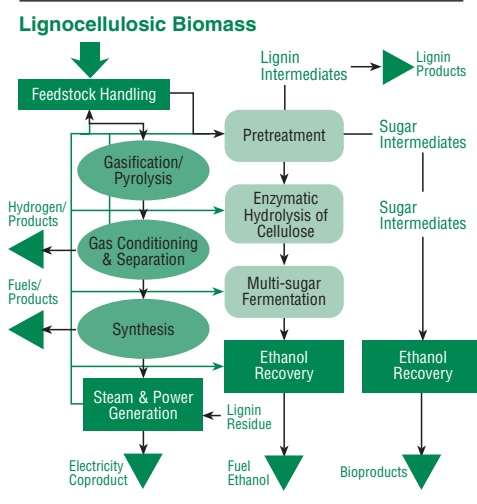 Lignocellulosic Biomass
Feedstock Handling
Lignin
Intermediates
Lignin
Products
Pretreatment
Sugar
Intermediates
Gasification/
Pyrolysis
Enzymatic
Hydrolysis of
Cellulose
Sugar
Intermediates
Hydrogen/
Products
Gas Conditioning
& Separation
Fuels/
Products
Multi-sugar
Fermentation
Synthesis
Ethanol
Recovery
Ethanol
Recovery
Steam & Power
Generation
Lignin
Residue
Electricity
Coproduct
Fuel
Ethanol
Bioproducts